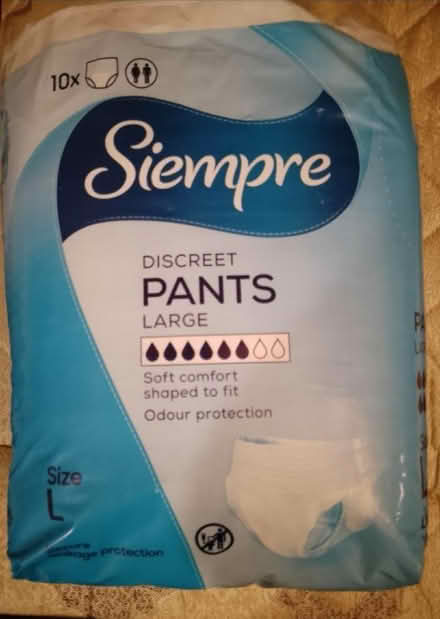 10x
Siempre
DISCREET
PANTS
LARGE
Soft comfort
shaped to fit
Odour protection
Size
L
leakage protection